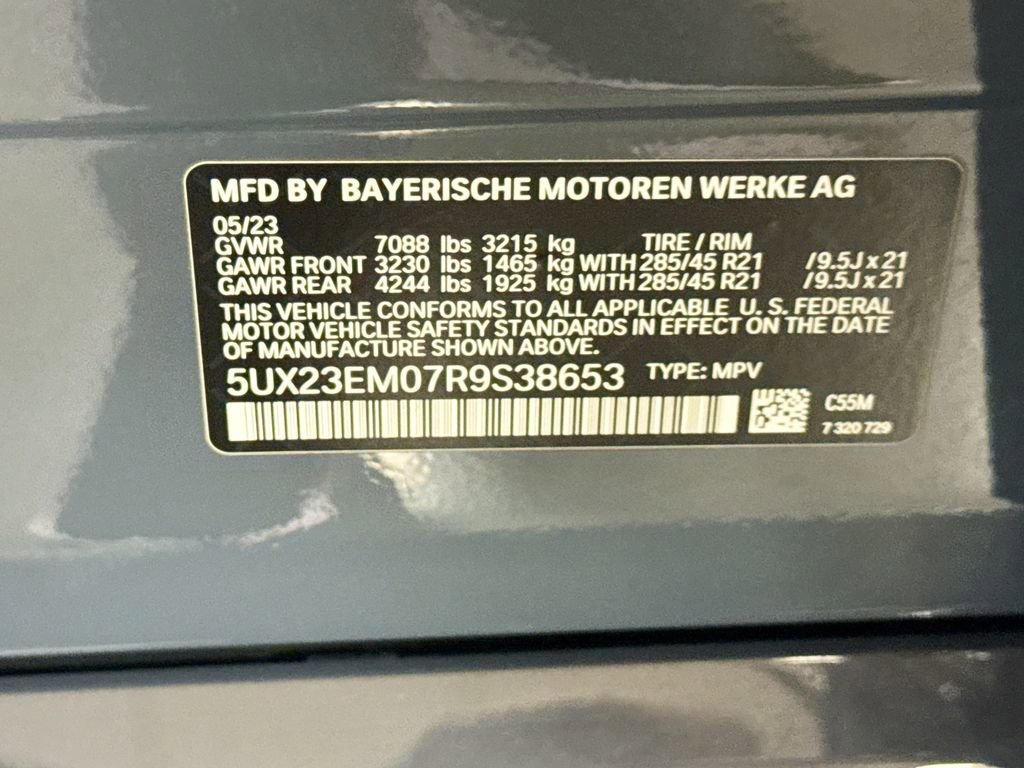 MFD BY BAYERISCHE MOTOREN WERKE AG
05/23
GVWR 7088 lbs 3215 kg TIRE / RIM
GAWR FRONT 3230 lbs 1465 kg WITH 285/45 R21 /9.5J x 21
GAWR REAR 4244 lbs 1925 kg WITH 285/45 R21 /9.5J x 21
THIS VEHICLE CONFORMS TO ALL APPLICABLE U. S. FEDERAL
MOTOR VEHICLE SAFETY STANDARDS IN EFFECT ON THE DATE
OF MANUFACTURE SHOWN ABOVE.
5UX23EM07R9S38653 TYPE: MPV
C55M
7 320 729